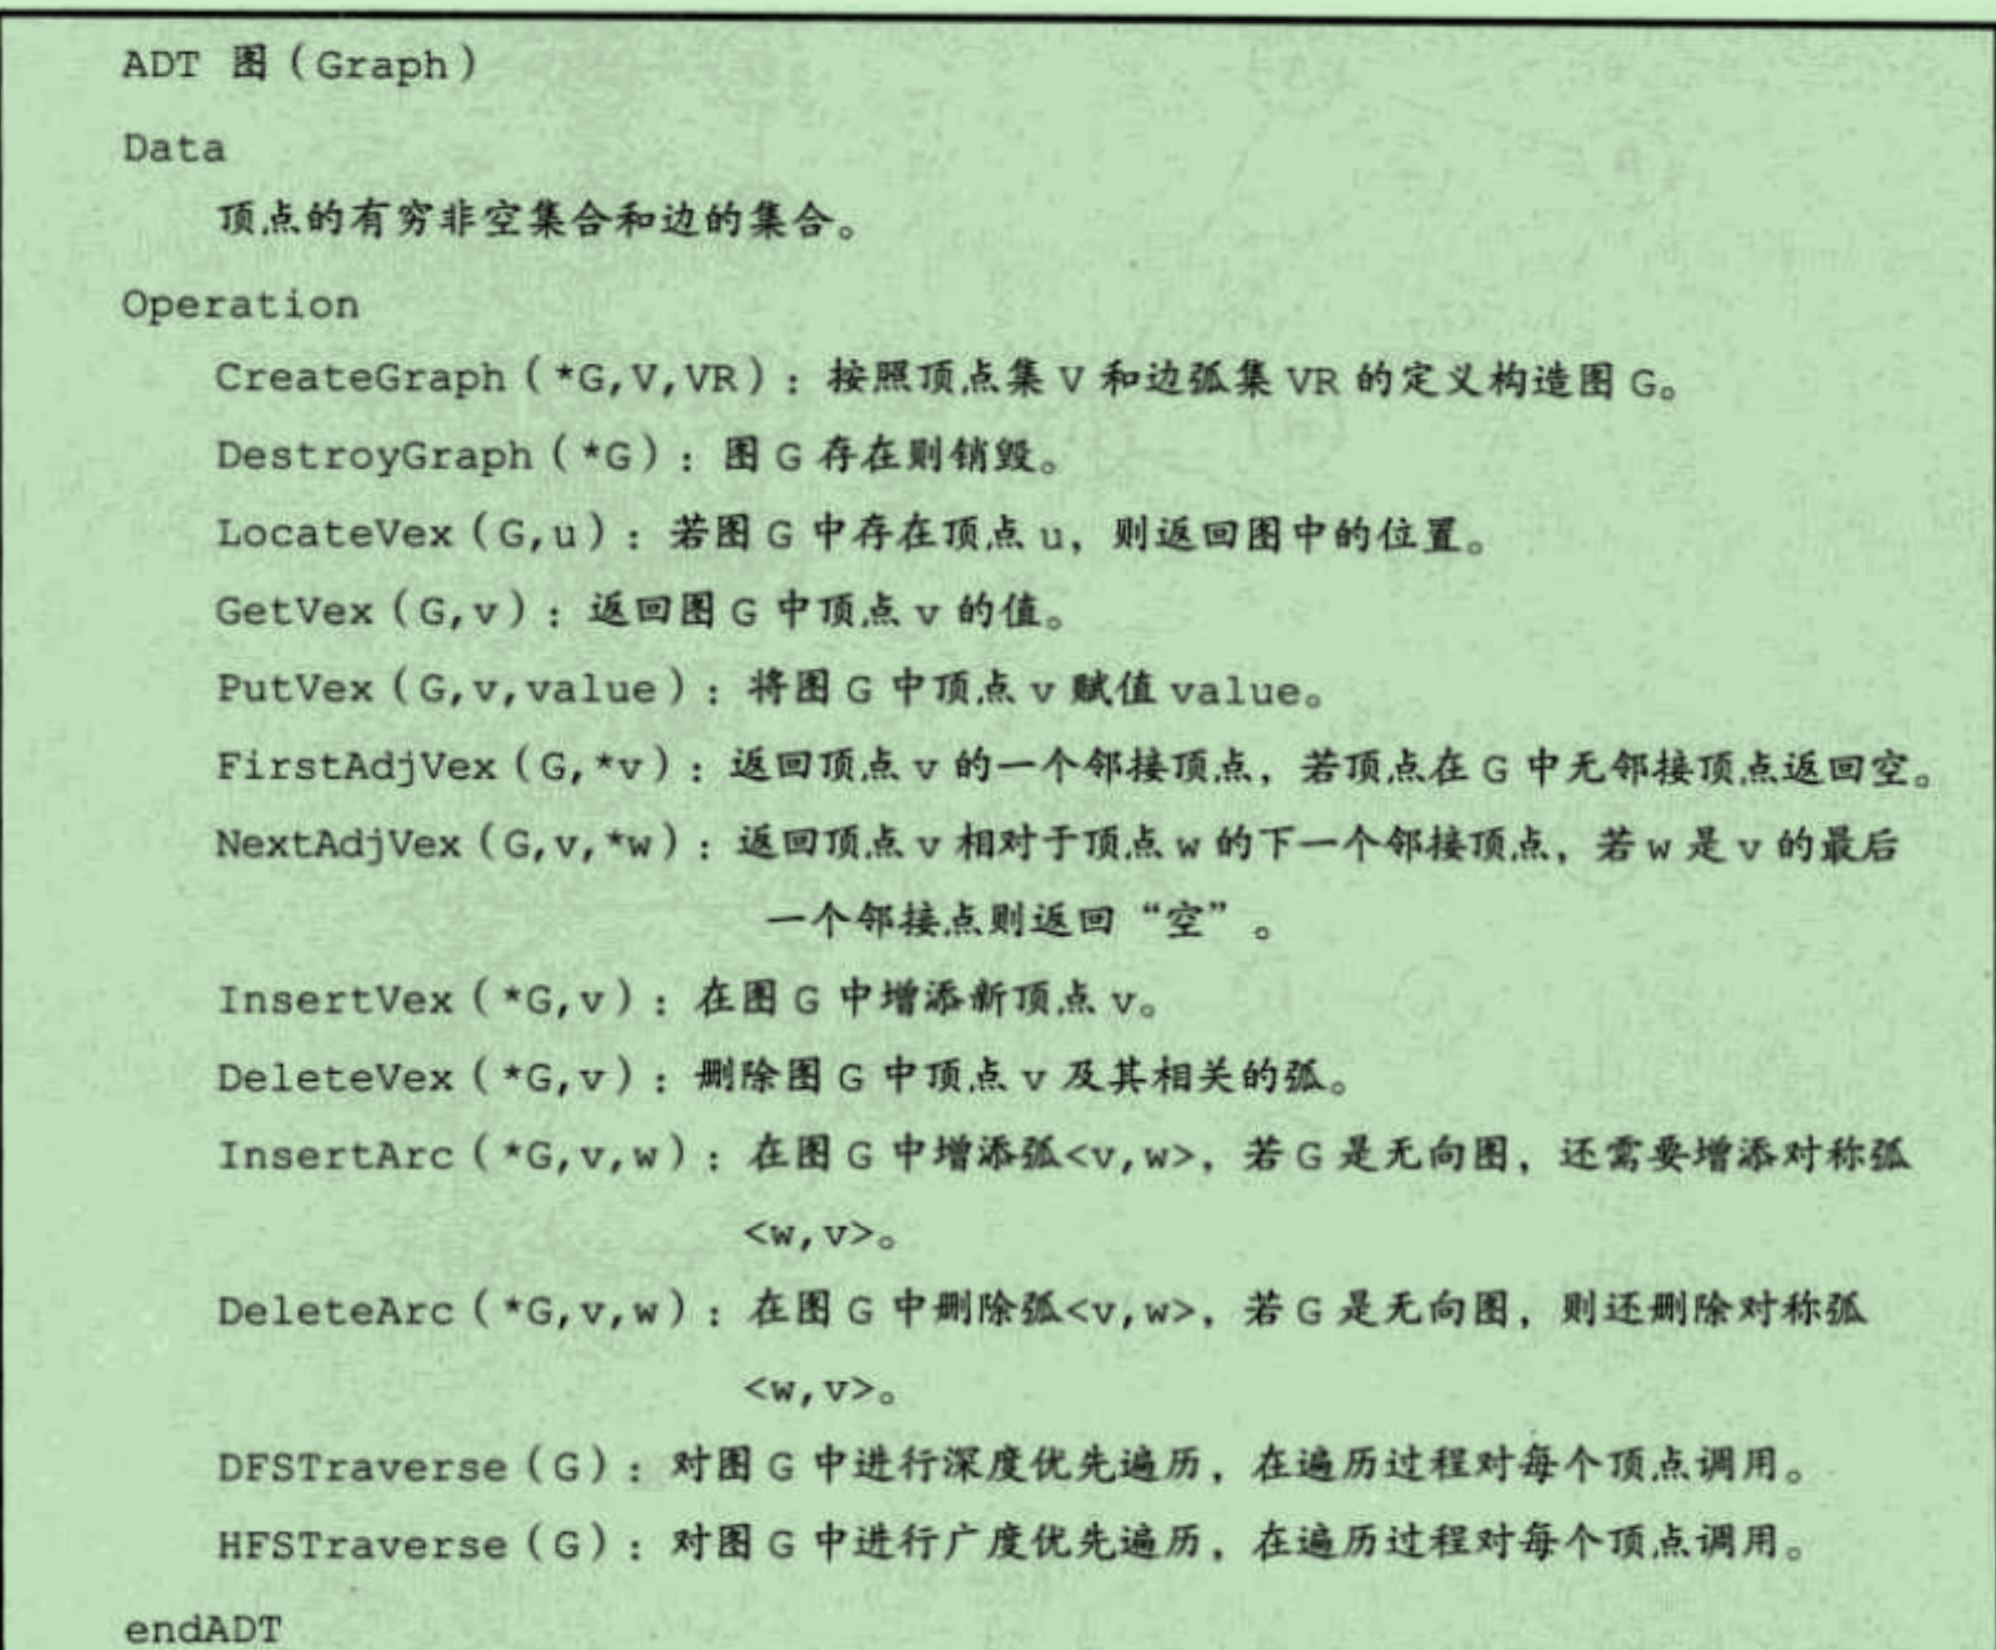 ADT 图（Graph）
Data
顶点的有穷非空集合和边的集合。
Operation
CreateGraph（*G,V,VR）：按照顶点集 V 和边弧集 VR 的定义构造图 G。
DestroyGraph（*G）：图 G 存在则销毁。
LocateVex（G,u）：若图 G 中存在顶点 u，则返回图中的位置。
GetVex（G,v）：返回图 G 中顶点 v 的值。
PutVex（G,v,value）：将图 G 中顶点 v 赋值 value。
FirstAdjVex（G,*v）：返回顶点 v 的一个邻接顶点，若顶点在 G 中无邻接顶点返回空。
NextAdjVex（G,v,*w）：返回顶点 v 相对于顶点 w 的下一个邻接顶点，若 w 是 v 的最后
一个邻接点则返回“空”。
InsertVex（*G,v）：在图 G 中增添新顶点 v。
DeleteVex（*G,v）：删除图 G 中顶点 v 及其相关的弧。
InsertArc（*G,v,w）：在图 G 中增添弧<v,w>，若 G 是无向图，还需要增添对称弧
<w,v>。
DeleteArc（*G,v,w）：在图 G 中删除弧<v,w>，若 G 是无向图，则还删除对称弧
<w,v>。
DFSTraverse（G）：对图 G 中进行深度优先遍历，在遍历过程对每个顶点调用。
HFSTraverse（G）：对图 G 中进行广度优先遍历，在遍历过程对每个顶点调用。
endADT